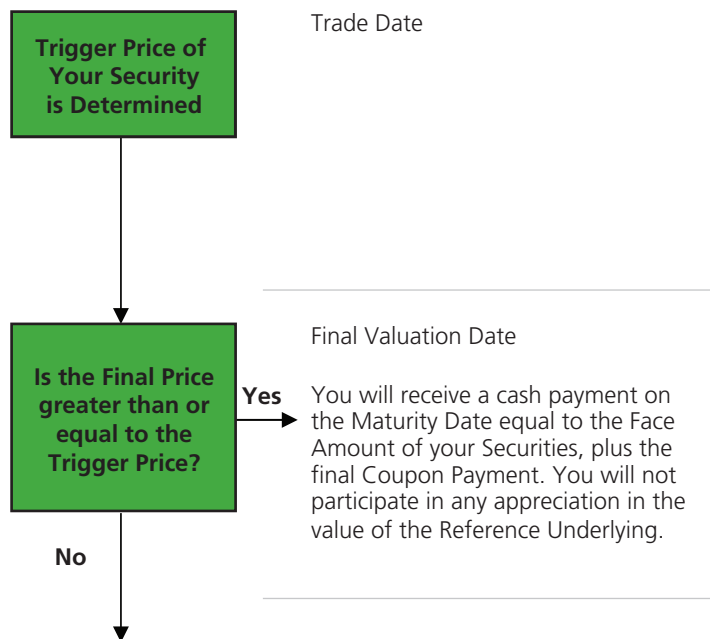 Trigger Price of
Your Security
is Determined
Trade Date
Is the Final Price
greater than or
equal to the
Trigger Price?
Yes
No
Final Valuation Date
You will receive a cash payment on
the Maturity Date equal to the Face
Amount of your Securities, plus the
final Coupon Payment. You will not
participate in any appreciation in the
value of the Reference Underlying.